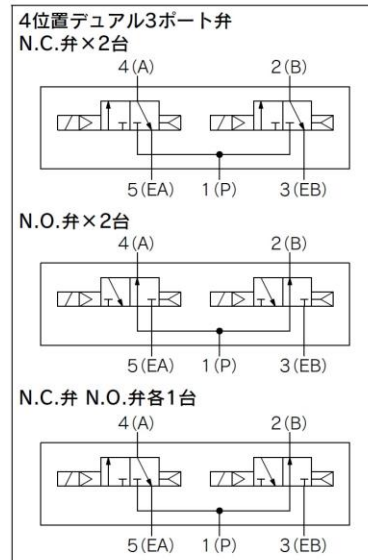 4位置デュアル3ポート弁
N.C.弁×2台
4(A) 2(B)
5(EA) 1(P) 3(EB)
N.O.弁×2台
4(A) 2(B)
5(EA) 1(P) 3(EB)
N.C.弁 N.O.弁各1台
4(A) 2(B)
5(EA) 1(P) 3(EB)